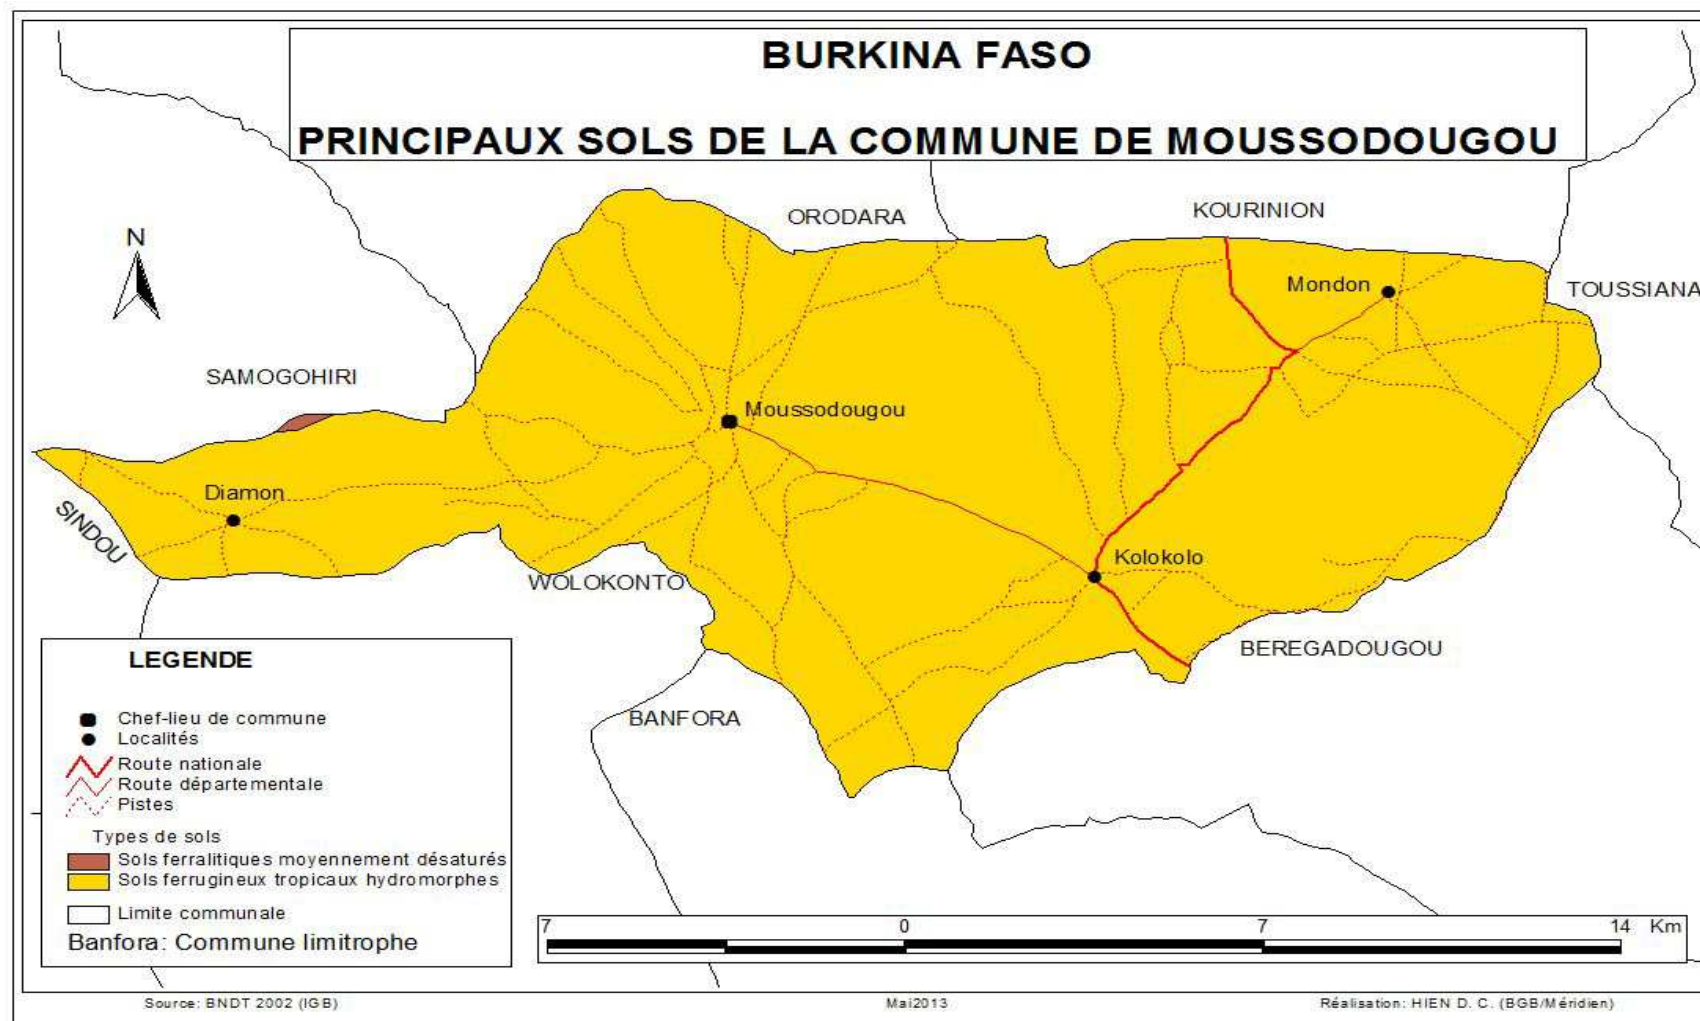 BURKINA FASO
PRINCIPAUX SOLS DE LA COMMUNE DE MOUSSODOUGOU
N
ORODARA
KOURINION
Mondon
TOUSSIANA
SAMOGOHIRI
Moussodougou
Diamon
SINDOU
Kolokolo
WOLOKONTO
BEREGADOUGOU
BANFORA
LEGENDE
Chef-lieu de commune
Localités
Route nationale
Route départementale
Pistes
Types de sols
Sols ferralitiques moyennement désaturés
Sols ferrugineux tropicaux hydromorphes
Limite communale
Banfora: Commune limitrophe
7 0 7 14 Km
Source: BNDT 2002 (IGB) Mai2013 Réalisation: HIEN D. C. (BGB/Méridien)